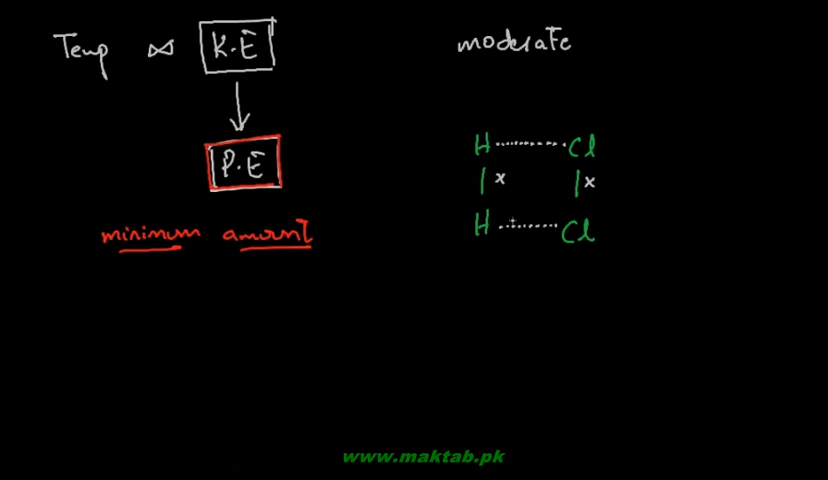 Temp ∝ K.E
moderate
P.E
minimum amount
H ........ Cl
| x | x
H ........ Cl
www.maktab.pk